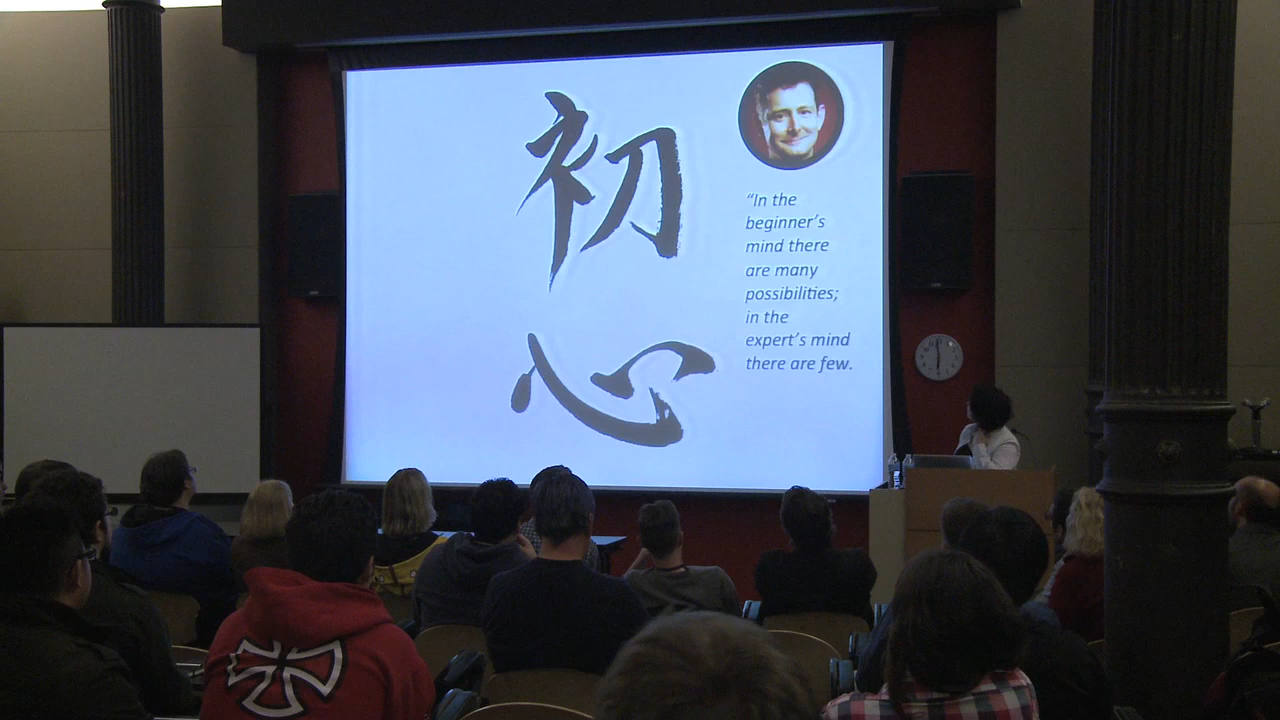 初
心
“In the
beginner’s
mind there
are many
possibilities;
in the
expert’s mind
there are few.